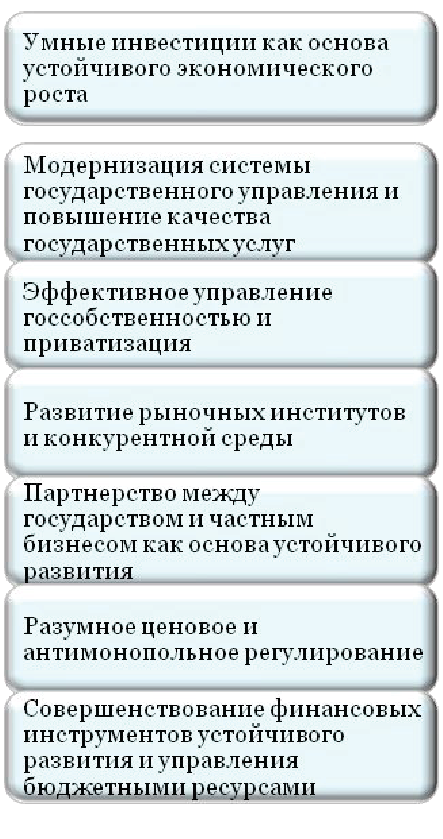 Умные инвестиции как основа
устойчивого экономического
роста
Модернизация системы
государственного управления и
повышение качества
государственных услуг
Эффективное управление
госсобственностью и
приватизация
Развитие рыночных институтов
и конкурентной среды
Партнерство между
государством и частным
бизнесом как основа устойчивого
развития
Разумное ценовое и
антимонопольное регулирование
Совершенствование финансовых
инструментов устойчивого
развития и управления
бюджетными ресурсами